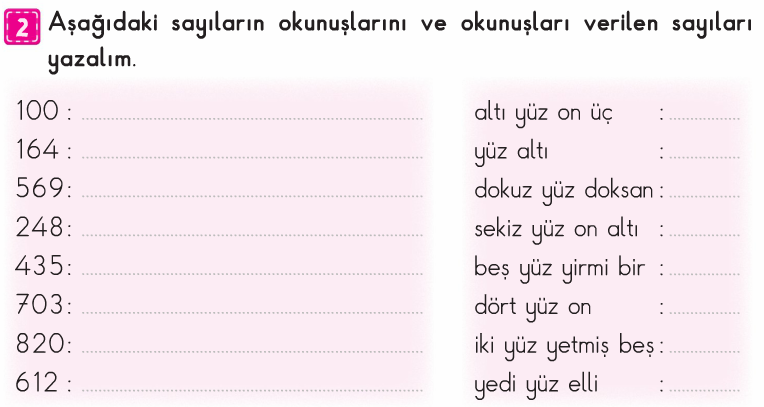 2 Aşağıdaki sayıların okunuşlarını ve okunuşları verilen sayıları
yazalım.
100 : ..........
164 : ..........
569: ..........
248: ..........
435: ..........
703: ..........
820: ..........
612 : ..........
altı yüz on üç : ..........
yüz altı : ..........
dokuz yüz doksan : ..........
sekiz yüz on altı : ..........
beş yüz yirmi bir : ..........
dört yüz on : ..........
iki yüz yetmiş beş : ..........
yedi yüz elli : ..........